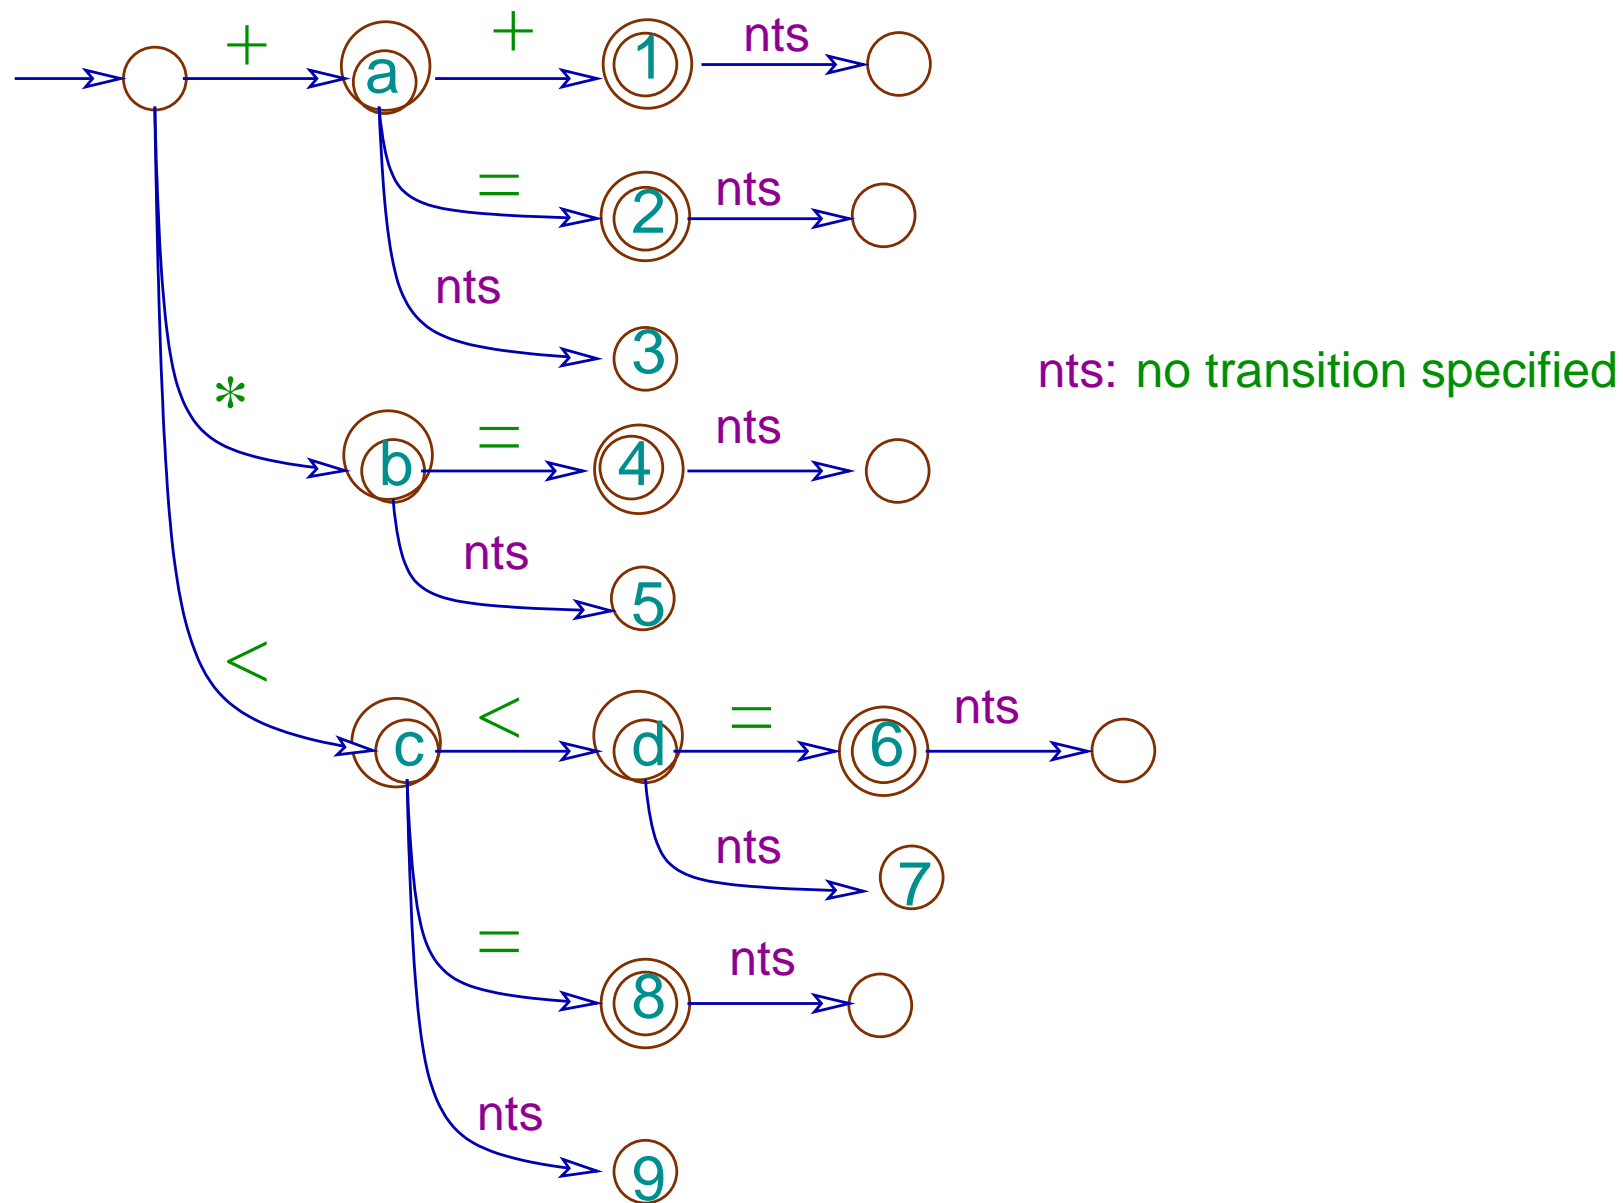 + + nts
a 1
= 2 nts
nts
3
nts: no transition specified
* = nts
b 4
nts
5
<
< = nts
c d 6
nts
7
= nts
8
nts
9